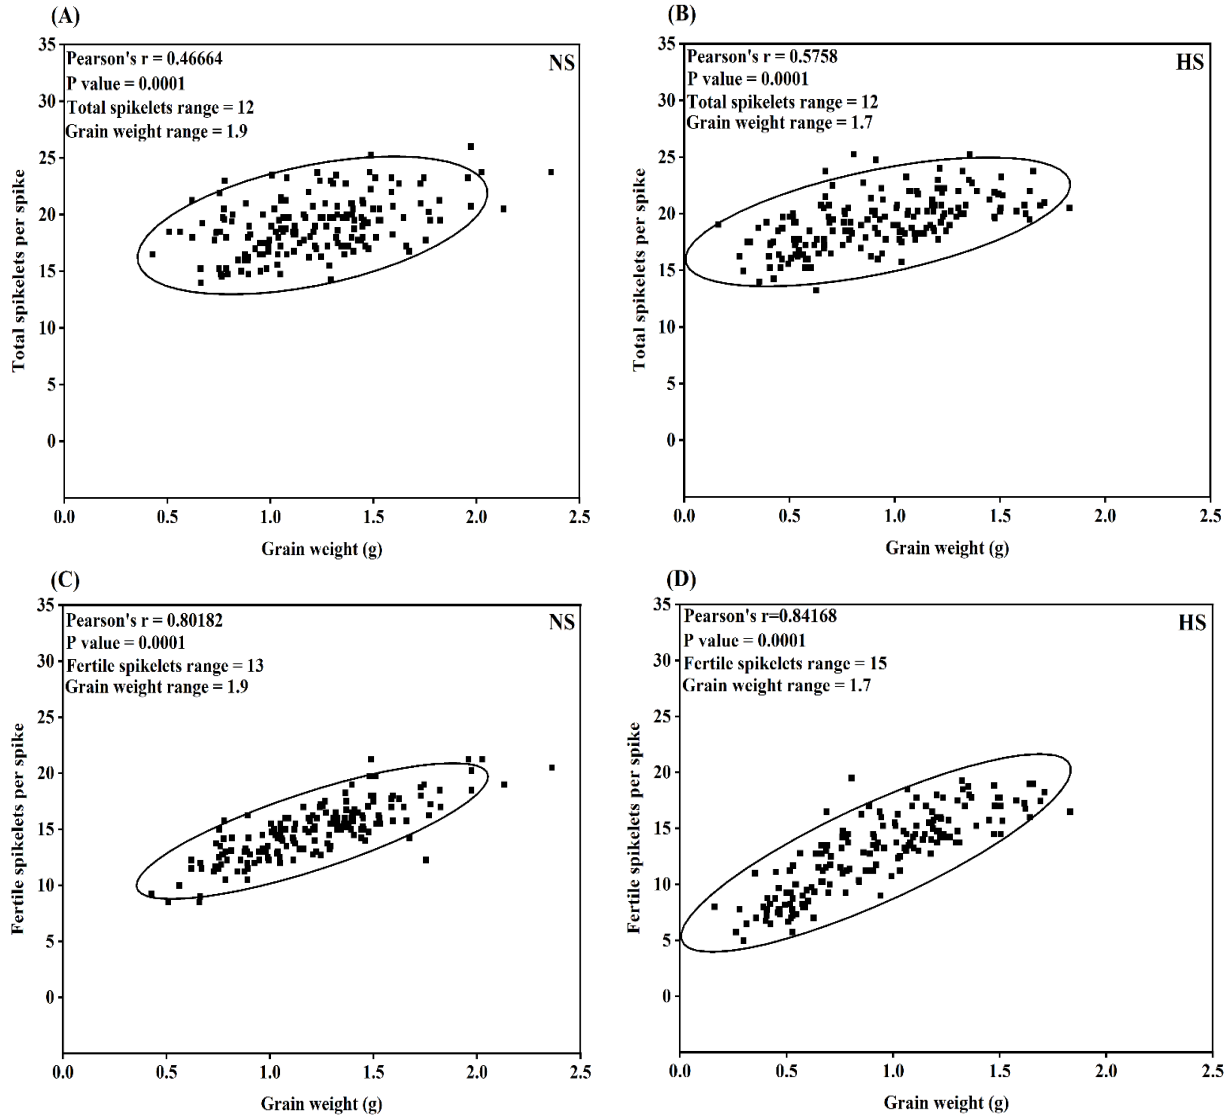 (A)
Pearson's r = 0.46664
NS
P value = 0.0001
Total spikelets range = 12
Grain weight range = 1.9
35
30
25
20
15
10
5
0
Total spikelets per spike
0.0 0.5 1.0 1.5 2.0 2.5
Grain weight (g)
(B)
Pearson's r = 0.5758
HS
P value = 0.0001
Total spikelets range = 12
Grain weight range = 1.7
35
30
25
20
15
10
5
0
Total spikelets per spike
0.0 0.5 1.0 1.5 2.0 2.5
Grain weight (g)
(C)
Pearson's r = 0.80182
NS
P value = 0.0001
Fertile spikelets range = 13
Grain weight range = 1.9
35
30
25
20
15
10
5
0
Fertile spikelets per spike
0.0 0.5 1.0 1.5 2.0 2.5
Grain weight (g)
(D)
Pearson's r=0.84168
HS
P value = 0.0001
Fertile spikelets range = 15
Grain weight range = 1.7
35
30
25
20
15
10
5
0
Fertile spikelets per spike
0.0 0.5 1.0 1.5 2.0 2.5
Grain weight (g)